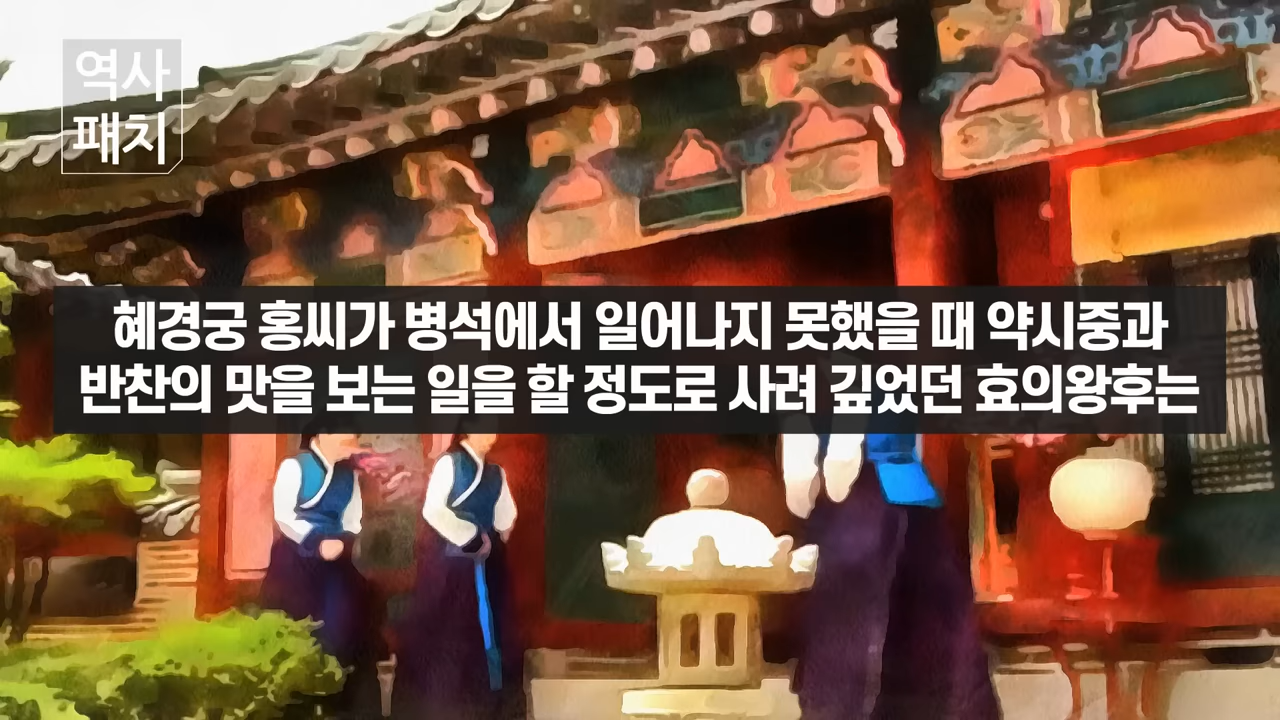 역사
패치
혜경궁 홍씨가 병석에서 일어나지 못했을 때 약시중과
반찬의 맛을 보는 일을 할 정도로 사려 깊었던 효의왕후는